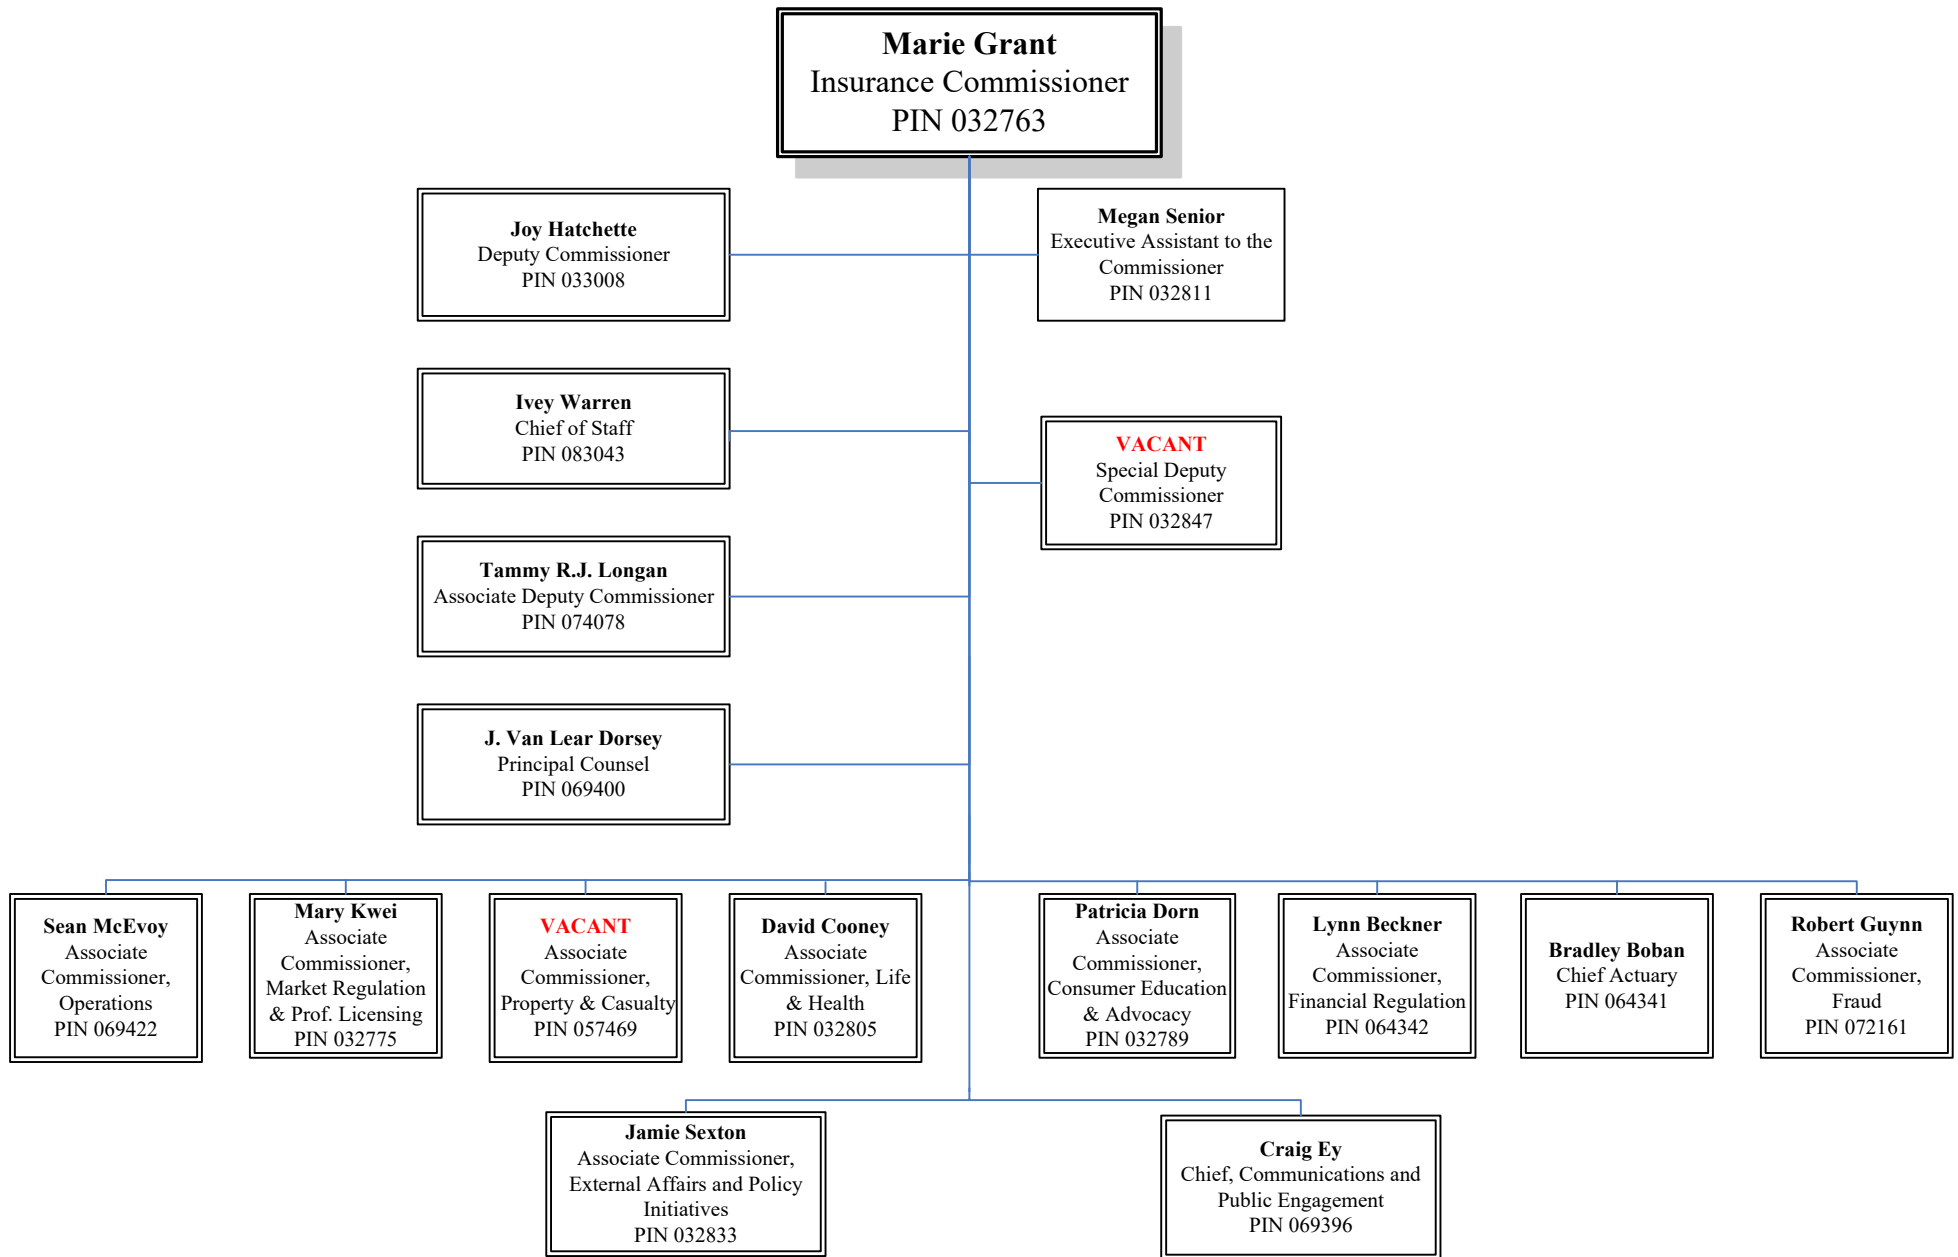 Marie Grant
Insurance Commissioner
PIN 032763
Joy Hatchette
Deputy Commissioner
PIN 033008
Megan Senior
Executive Assistant to the
Commissioner
PIN 032811
Ivey Warren
Chief of Staff
PIN 083043
VACANT
Special Deputy
Commissioner
PIN 032847
Tammy R.J. Longan
Associate Deputy Commissioner
PIN 074078
J. Van Lear Dorsey
Principal Counsel
PIN 069400
Sean McEvoy
Associate
Commissioner,
Operations
PIN 069422
Mary Kwei
Associate
Commissioner,
Market Regulation
& Prof. Licensing
PIN 032775
VACANT
Associate
Commissioner,
Property & Casualty
PIN 057469
David Cooney
Associate
Commissioner, Life
& Health
PIN 032805
Patricia Dorn
Associate
Commissioner,
Consumer Education
& Advocacy
PIN 032789
Lynn Beckner
Associate
Commissioner,
Financial Regulation
PIN 064342
Bradley Boban
Chief Actuary
PIN 064341
Robert Guynn
Associate
Commissioner,
Fraud
PIN 072161
Jamie Sexton
Associate Commissioner,
External Affairs and Policy
Initiatives
PIN 032833
Craig Ey
Chief, Communications and
Public Engagement
PIN 069396